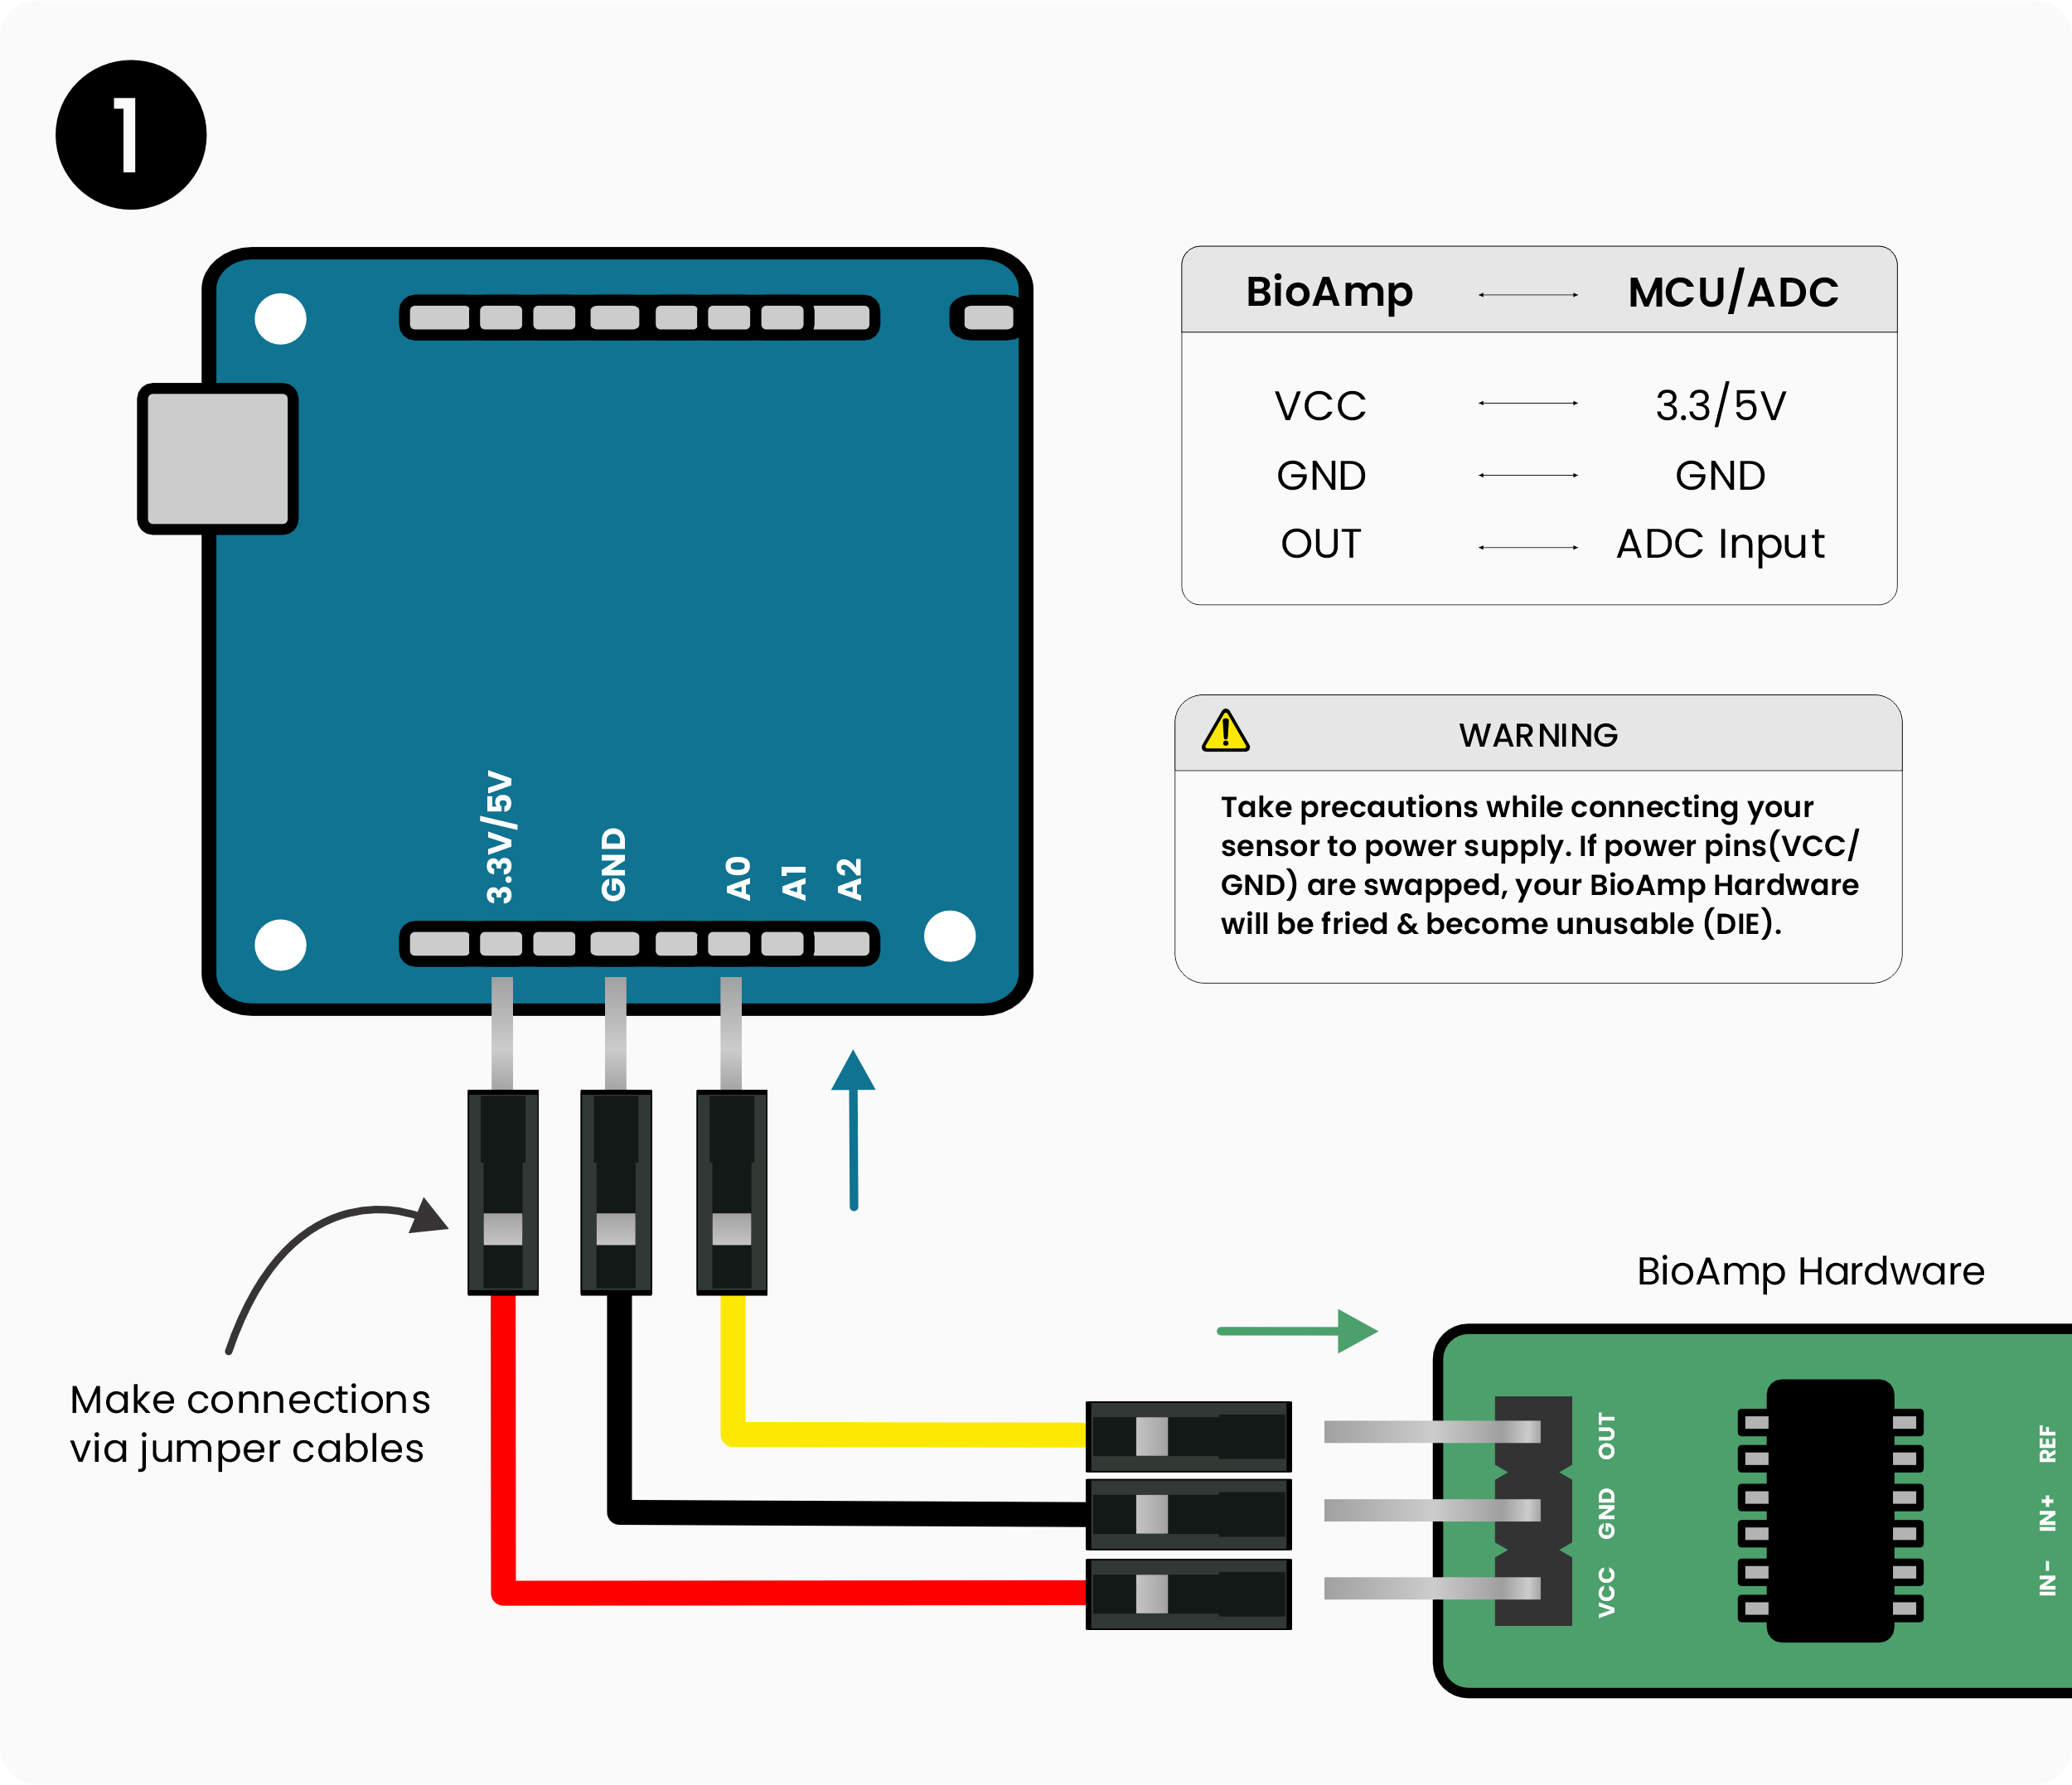 1
BioAmp MCU/ADC
VCC 3.3/5V
GND GND
OUT ADC Input
WARNING
Take precautions while connecting your
sensor to power supply. If power pins(VCC/
GND) are swapped, your BioAmp Hardware
will be fried & become unusable (DIE).
3.3V/5V
GND
A0
A1
A2
Make connections
via jumper cables
BioAmp Hardware
OUT
GND
VCC
REF
IN+
IN-